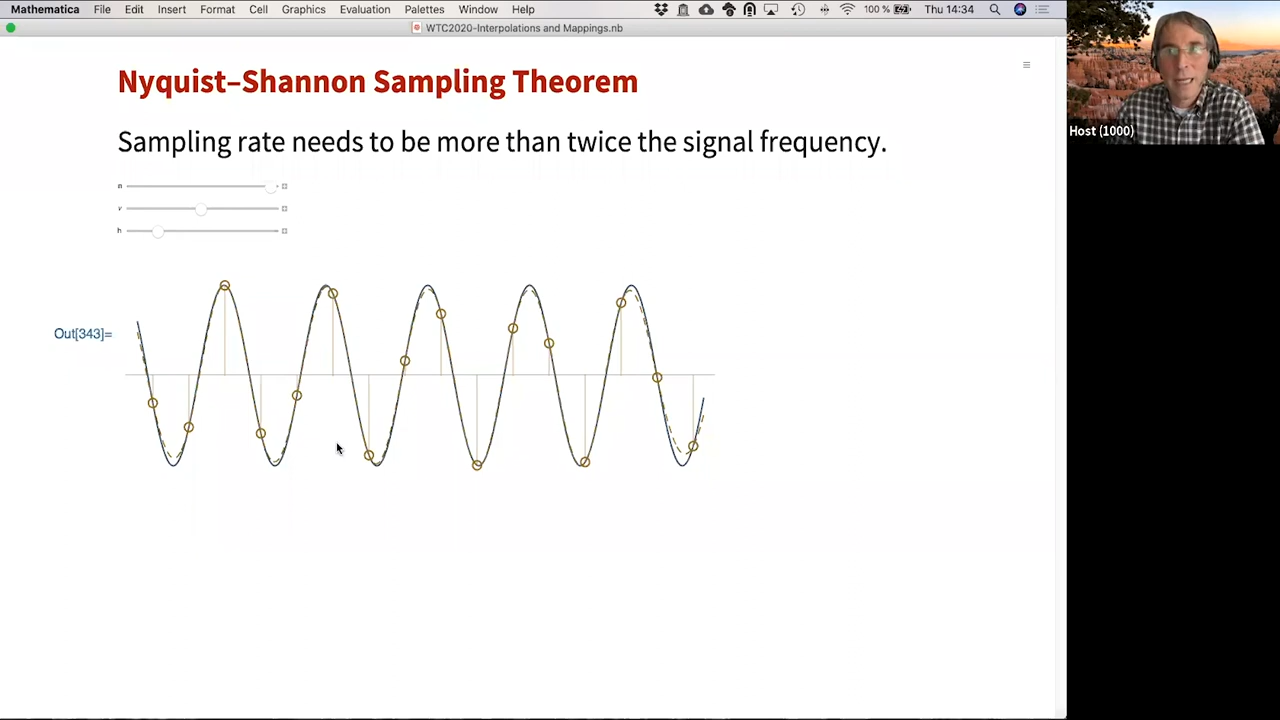 Mathematica File Edit Insert Format Cell Graphics Evaluation Palettes Window Help 100 % Thu 14:34
WTC2020-Interpolations and Mappings.nb
Nyquist–Shannon Sampling Theorem
Host (1000)
Sampling rate needs to be more than twice the signal frequency.
n
ν
h
Out[343]=